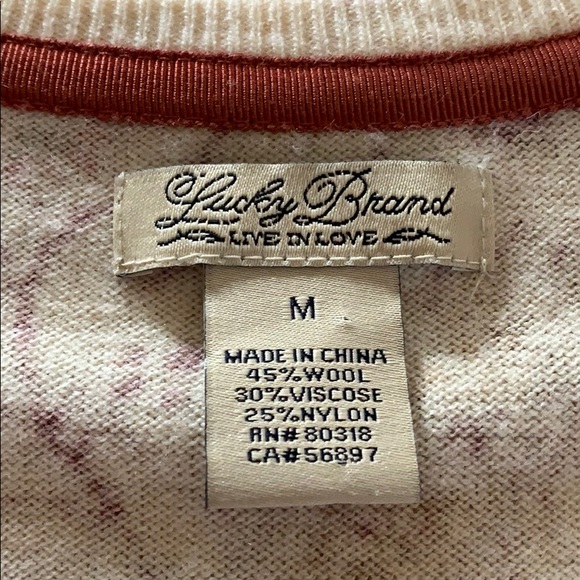 Lucky Brand
LIVE IN LOVE
M
MADE IN CHINA
45%WOOL
30%VISCOSE
25%NYLON
RN# 80318
CA#56897